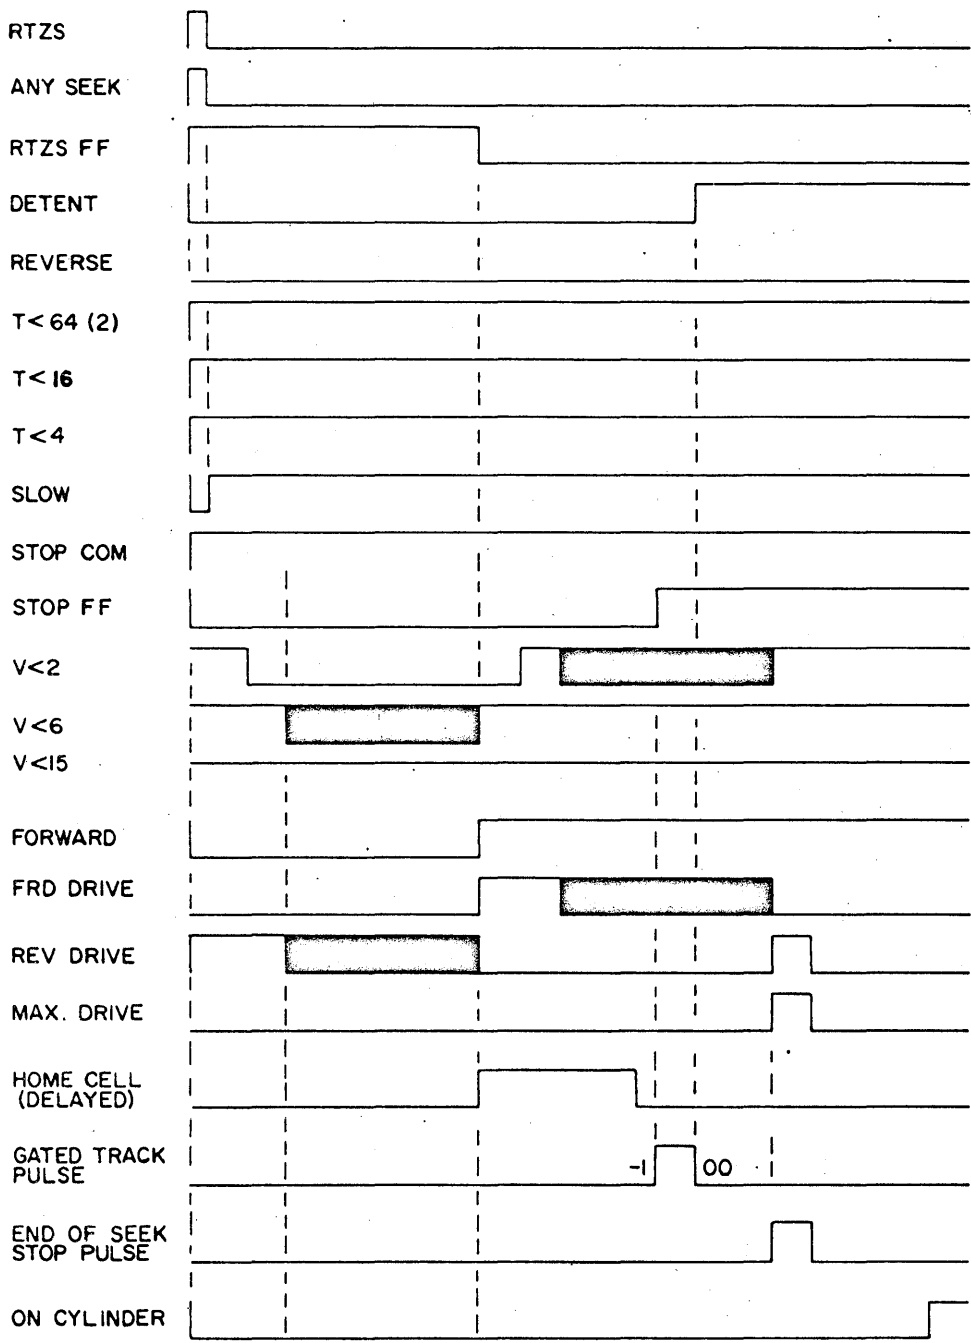 RTZS
ANY SEEK
RTZS FF
DETENT
REVERSE
T<64 (2)
T<16
T<4
SLOW
STOP COM
STOP FF
V<2
V<6
V<15
FORWARD
FRD DRIVE
REV DRIVE
MAX. DRIVE
HOME CELL
(DELAYED)
GATED TRACK
PULSE
-1
00
END OF SEEK
STOP PULSE
ON CYLINDER